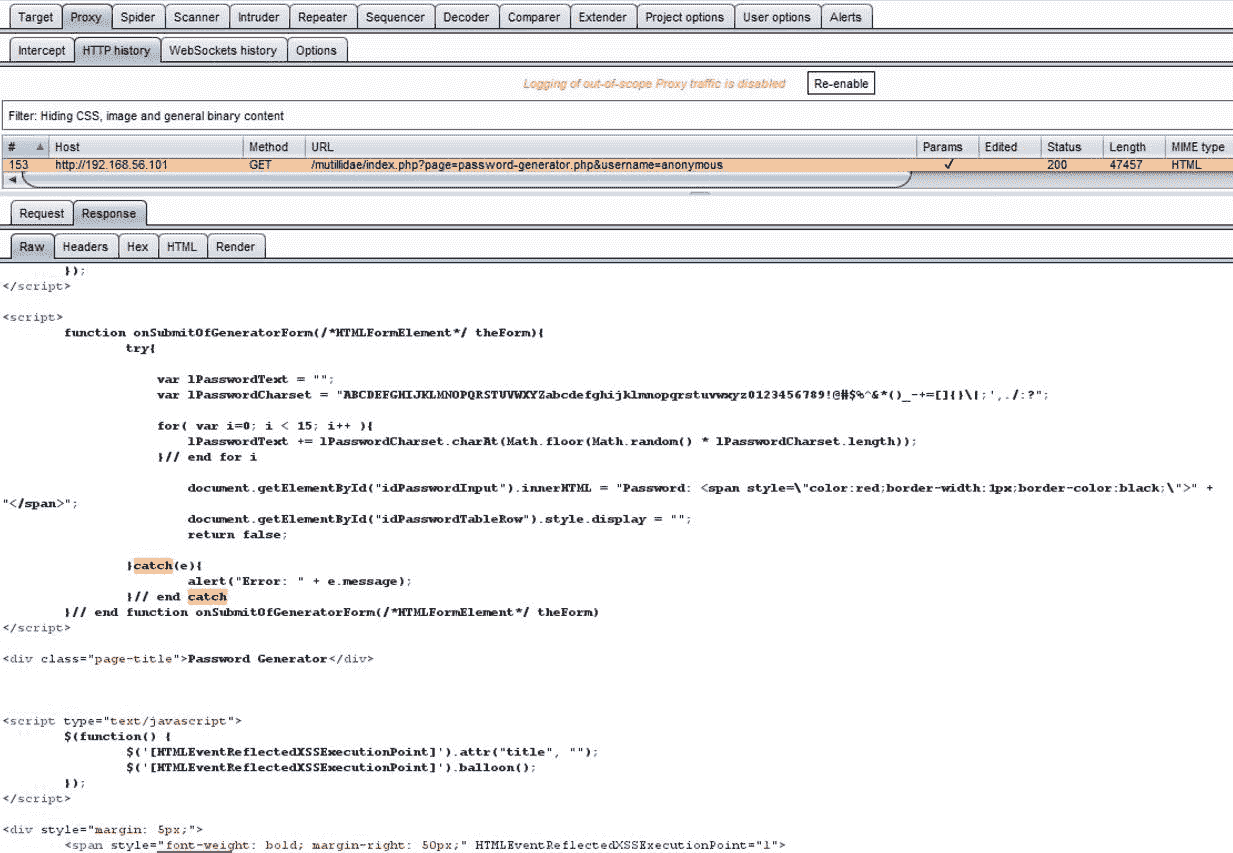 Target Proxy Spider Scanner Intruder Repeater Sequencer Decoder Comparer Extender Project options User options Alerts
Intercept HTTP history WebSockets history Options
Logging of out-of-scope Proxy traffic is disabled Re-enable
Filter: Hiding CSS, image and general binary content
# Host Method URL Params Edited Status Length MIME type
153 http://192.168.56.101 GET /mutillidae/index.php?page=password-generator.php&username=anonymous ✓ 200 47457 HTML
Request Response
Raw Headers Hex HTML Render
});
</script>
<script>
function onSubmitOfGeneratorForm(/*HTMLFormElement*/ theForm){
try{
var lPasswordText = "";
var lPasswordCharset = "ABCDEFGHIJKLMNOPQRSTUVWXYZabcdefghijklmnopqrstuvwxyz0123456789!@#$%^&*()_-+=[]{}\|;',./:?";
for( var i=0; i < 15; i++ ){
lPasswordText += lPasswordCharset.charAt(Math.floor(Math.random() * lPasswordCharset.length));
}// end for i
document.getElementById("idPasswordInput").innerHTML = "Password: <span style=\"color:red;border-width:1px;border-color:black;\">" +
"</span>";
document.getElementById("idPasswordTableRow").style.display = "";
return false;
}catch(e){
alert("Error: " + e.message);
}// end catch
}// end function onSubmitOfGeneratorForm(/*HTMLFormElement*/ theForm)
</script>
<div class="page-title">Password Generator</div>
<script type="text/javascript">
$(function() {
$('[HTMLEventReflectedXSSExecutionPoint]').attr("title", "");
$('[HTMLEventReflectedXSSExecutionPoint]').balloon();
});
</script>
<div style="margin: 5px;">
<span style="font-weight: bold; margin-right: 50px;" HTMLEventReflectedXSSExecutionPoint="1">